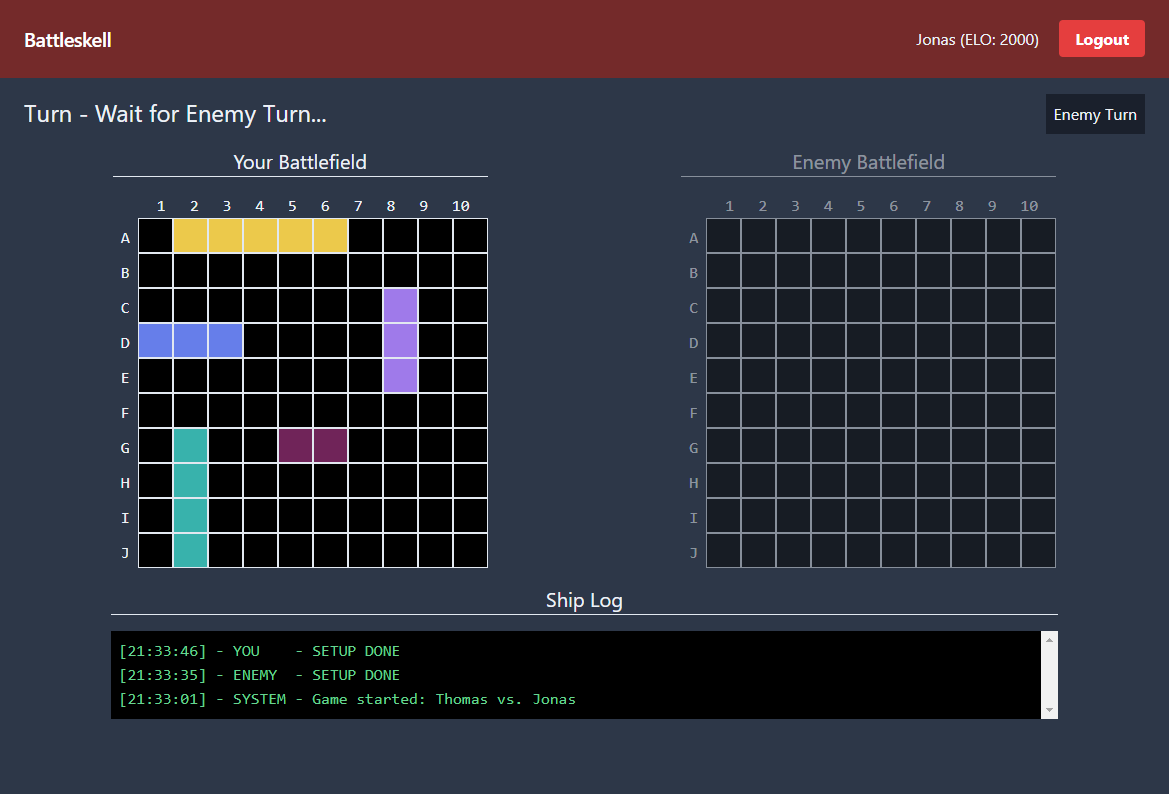 Battleskell
Jonas (ELO: 2000)
Logout
Turn - Wait for Enemy Turn...
Enemy Turn
Your Battlefield
1 2 3 4 5 6 7 8 9 10
A
B
C
D
E
F
G
H
I
J
Enemy Battlefield
1 2 3 4 5 6 7 8 9 10
A
B
C
D
E
F
G
H
I
J
Ship Log
[21:33:46] - YOU    - SETUP DONE
[21:33:35] - ENEMY  - SETUP DONE
[21:33:01] - SYSTEM - Game started: Thomas vs. Jonas